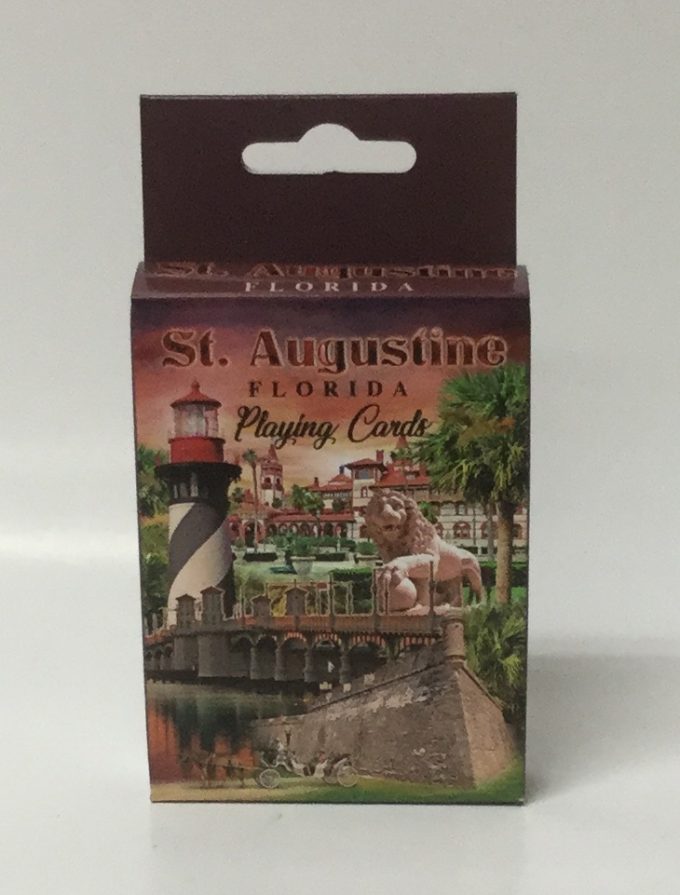 St. Augustine
FLORIDA
St. Augustine
FLORIDA
Playing Cards